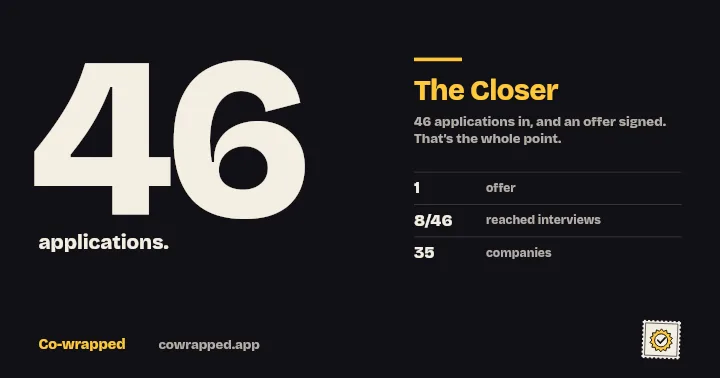 46
applications.
The Closer
46 applications in, and an offer signed.
That's the whole point.
1 offer
8/46 reached interviews
35 companies
Co-wrapped cowrapped.app